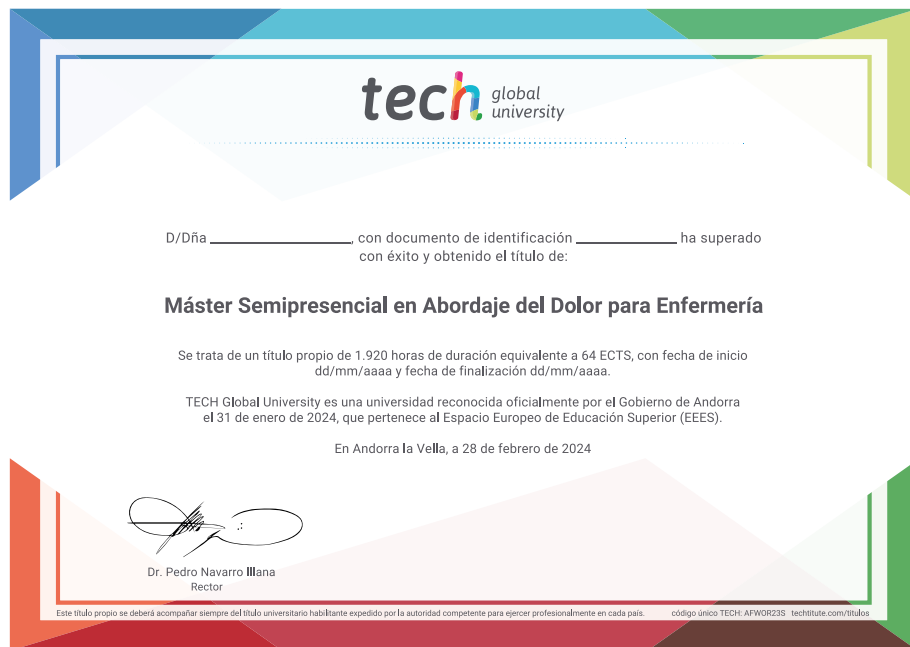 tech global university
D/Dña ______________, con documento de identificación __________ ha superado
con éxito y obtenido el título de:
Máster Semipresencial en Abordaje del Dolor para Enfermería
Se trata de un título propio de 1.920 horas de duración equivalente a 64 ECTS, con fecha de inicio
dd/mm/aaaa y fecha de finalización dd/mm/aaaa.
TECH Global University es una universidad reconocida oficialmente por el Gobierno de Andorra
el 31 de enero de 2024, que pertenece al Espacio Europeo de Educación Superior (EEES).
En Andorra la Vella, a 28 de febrero de 2024
Dr. Pedro Navarro Illana
Rector
Este título propio se deberá acompañar siempre del título universitario habilitante expedido por la autoridad competente para ejercer profesionalmente en cada país. código único TECH: AFWOR23S techtitute.com/titulos